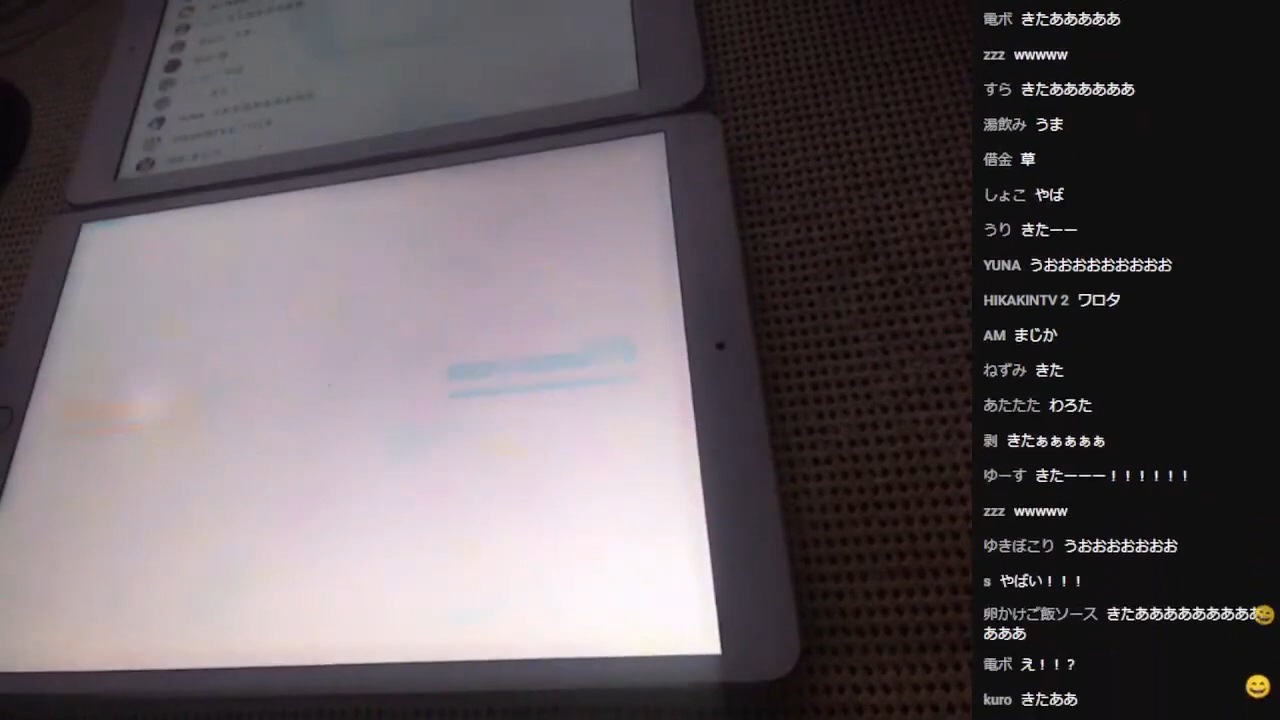 電ボ きたあああああ
zzz wwwww
すら きたああああああ
湯飲み うま
借金 草
しょこ やば
うり きたーー
YUNA うおおおおおおおおお
HIKAKINTV 2 ワロタ
AM まじか
ねずみ きた
あたたた わろた
剥 きたぁぁぁぁぁ
ゆーす きたーーー！！！！！！
zzz wwwww
ゆきぼこり うおおおおおおお
s やばい！！！
卵かけご飯ソース きたあああああああああ
あああ
電ボ え！！？
kuro きたああ